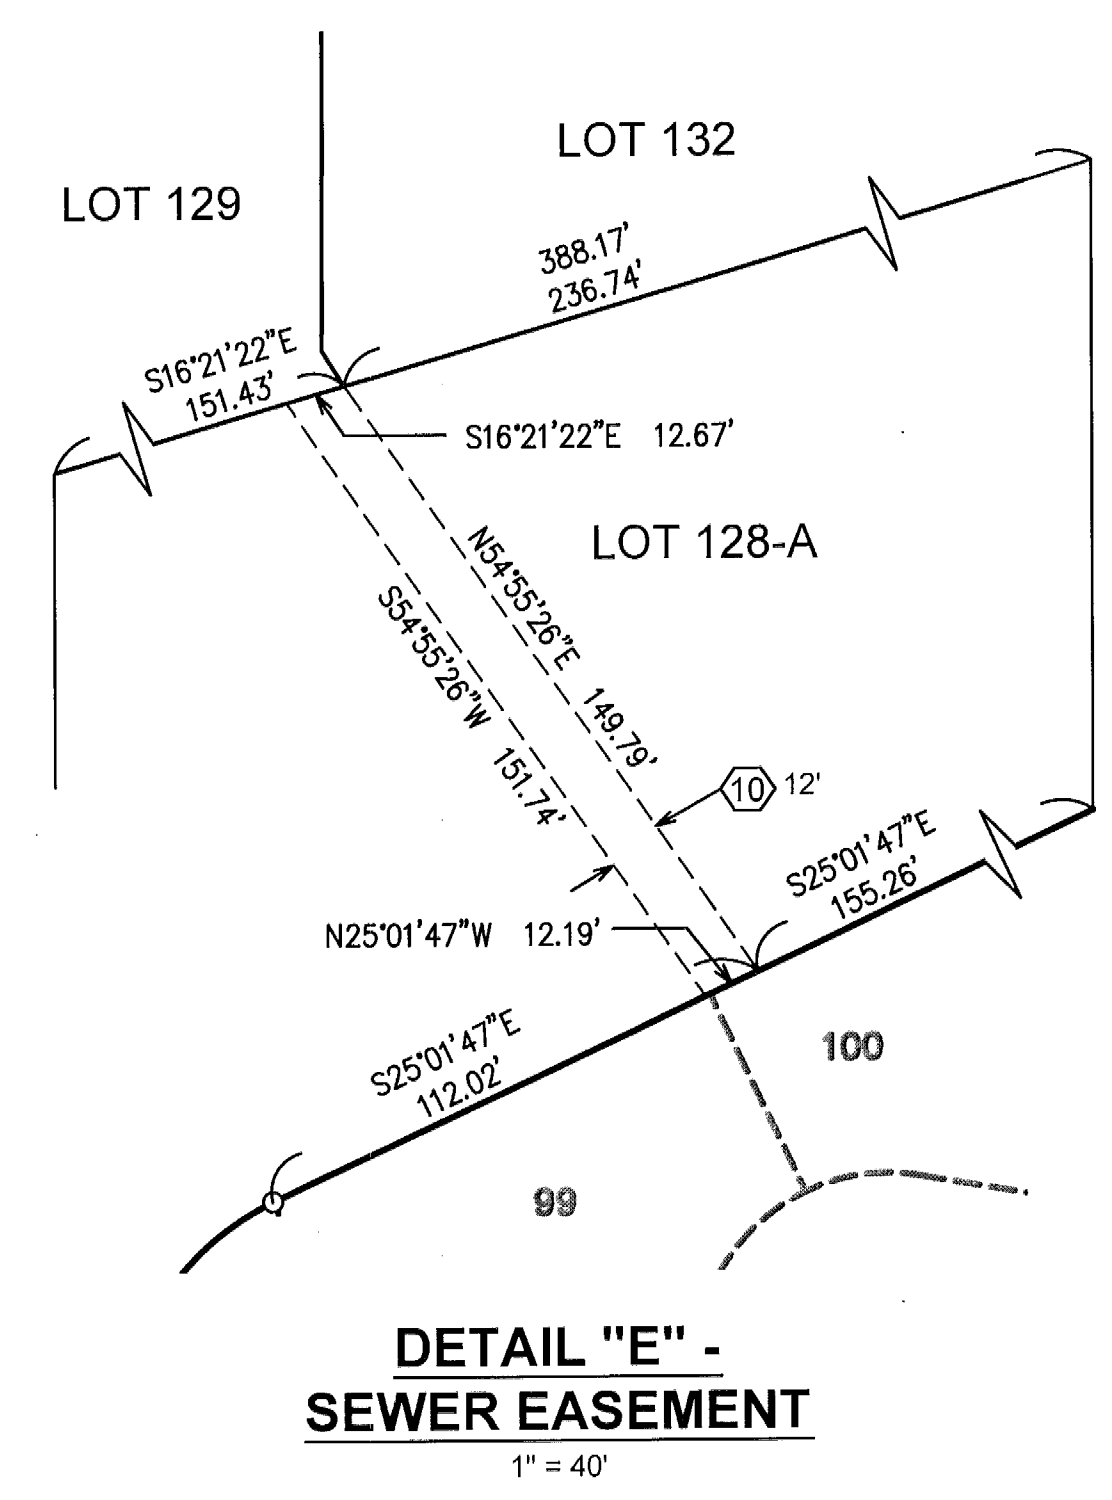 LOT 132
LOT 129
388.17'
236.74'
S16°21'22"E
151.43'
S16°21'22"E 12.67'
LOT 128-A
N54°55'26"E 149.79'
S54°55'26"W 151.74'
10 12'
S25°01'47"E
155.26'
N25°01'47"W 12.19'
S25°01'47"E
112.02'
100
99
DETAIL "E" -
SEWER EASEMENT
1" = 40'